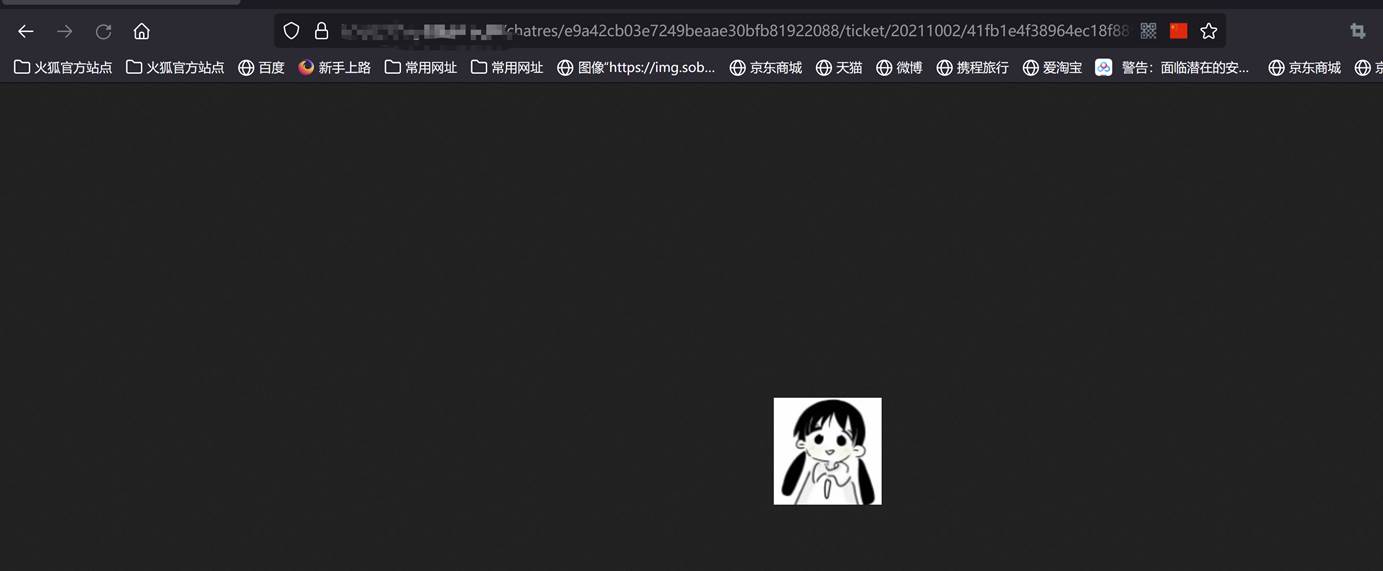 chatres/e9a42cb03e7249beaae30bfb81922088/ticket/20211002/41fb1e4f38964ec18f88
火狐官方站点 火狐官方站点 百度 新手上路 常用网址 常用网址 图像"https://img.sob... 京东商城 天猫 微博 携程旅行 爱淘宝 警告：面临潜在的安... 京东商城